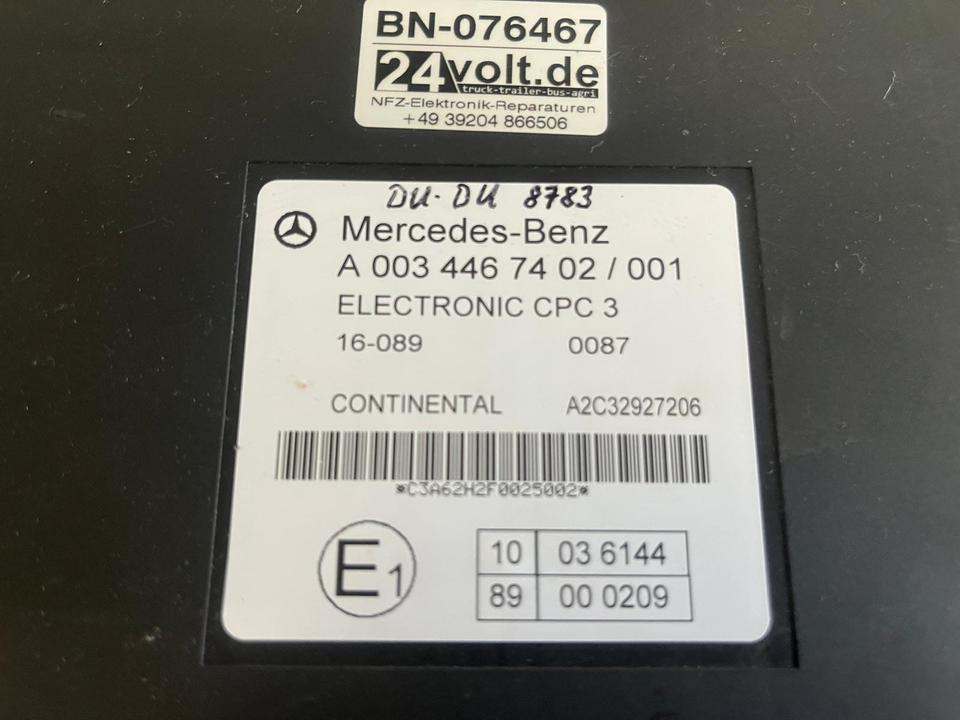 BN-076467
24volt.de
truck-trailer-bus-agri
NFZ-Elektronik-Reparaturen
+49 39204 866506
DU-DU 8783
Mercedes-Benz
A 003 446 74 02 / 001
ELECTRONIC CPC 3
16-089 0087
CONTINENTAL A2C32927206
*C3A62H2F0025002*
E1
10 03 6144
89 00 0209